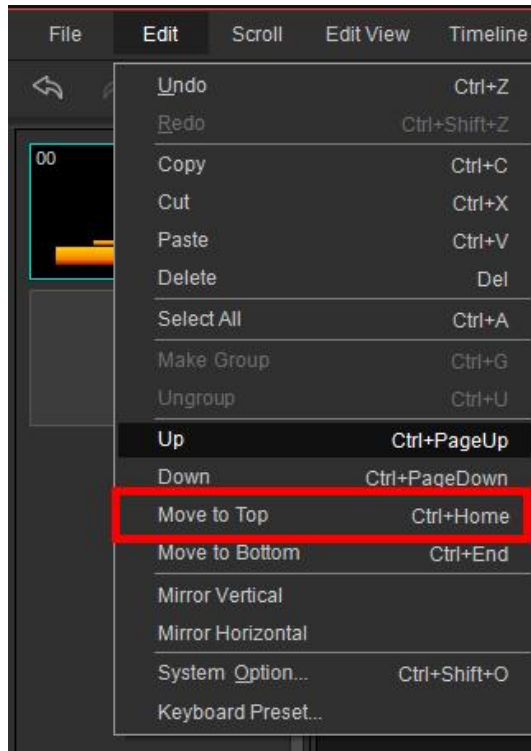 File Edit Scroll Edit View Timeline
00
Undo Ctrl+Z
Redo Ctrl+Shift+Z
Copy Ctrl+C
Cut Ctrl+X
Paste Ctrl+V
Delete Del
Select All Ctrl+A
Make Group Ctrl+G
Ungroup Ctrl+U
Up Ctrl+PageUp
Down Ctrl+PageDown
Move to Top Ctrl+Home
Move to Bottom Ctrl+End
Mirror Vertical
Mirror Horizontal
System Option... Ctrl+Shift+O
Keyboard Preset...